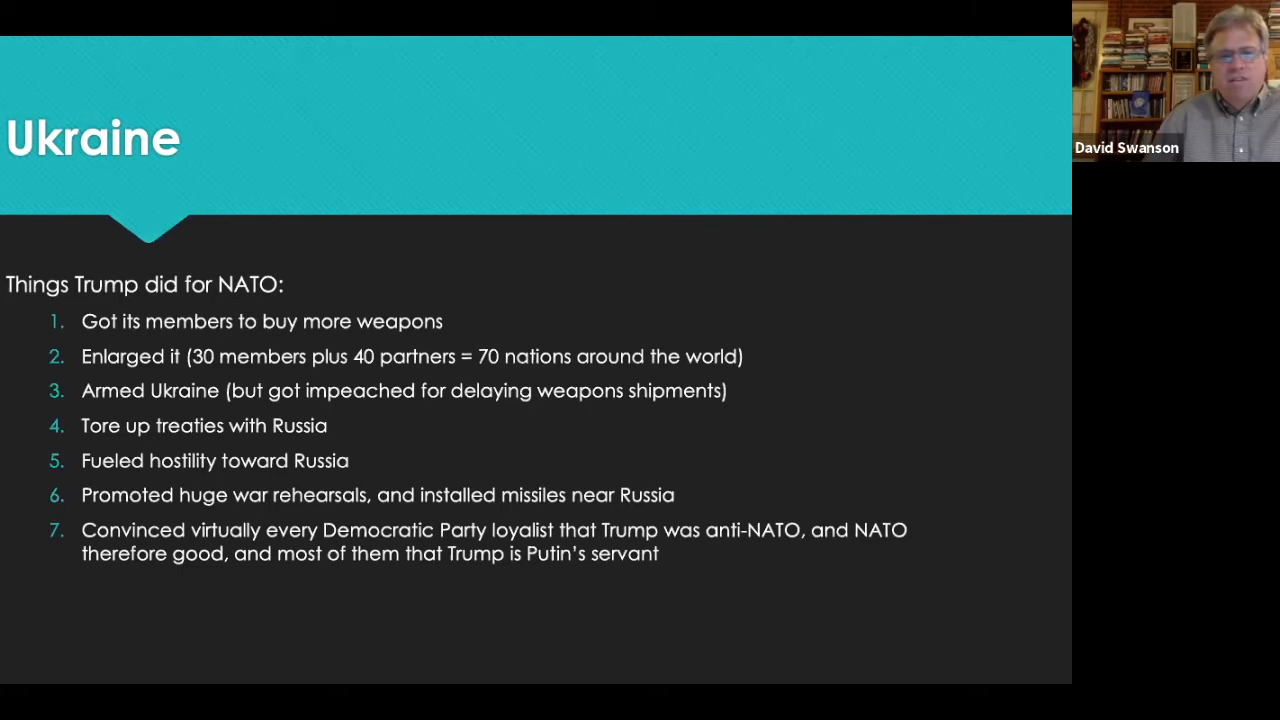 Ukraine
David Swanson
Things Trump did for NATO:
1. Got its members to buy more weapons
2. Enlarged it (30 members plus 40 partners = 70 nations around the world)
3. Armed Ukraine (but got impeached for delaying weapons shipments)
4. Tore up treaties with Russia
5. Fueled hostility toward Russia
6. Promoted huge war rehearsals, and installed missiles near Russia
7. Convinced virtually every Democratic Party loyalist that Trump was anti-NATO, and NATO
therefore good, and most of them that Trump is Putin’s servant